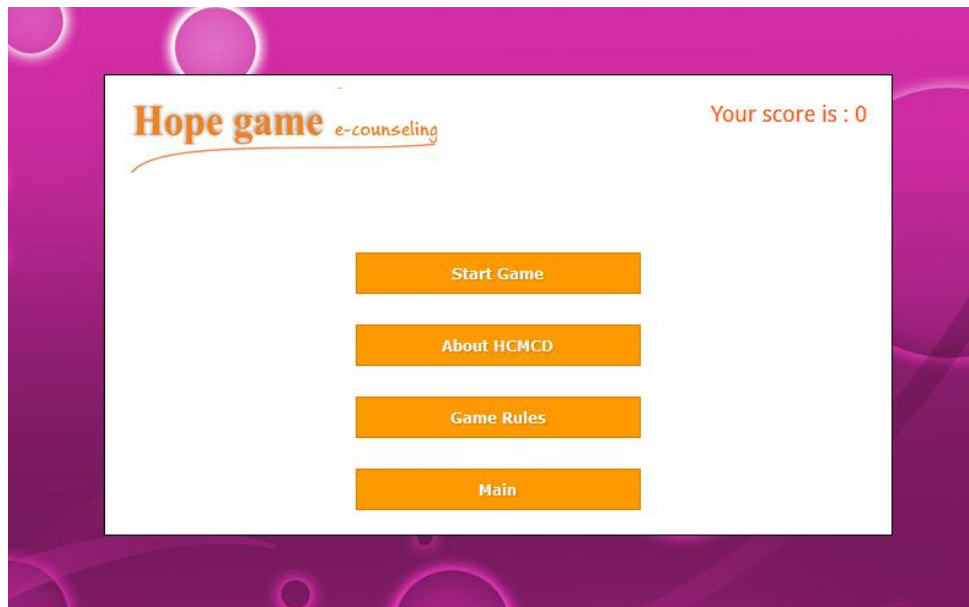 Hope game e-counseling
Your score is : 0
Start Game
About HCMCD
Game Rules
Main